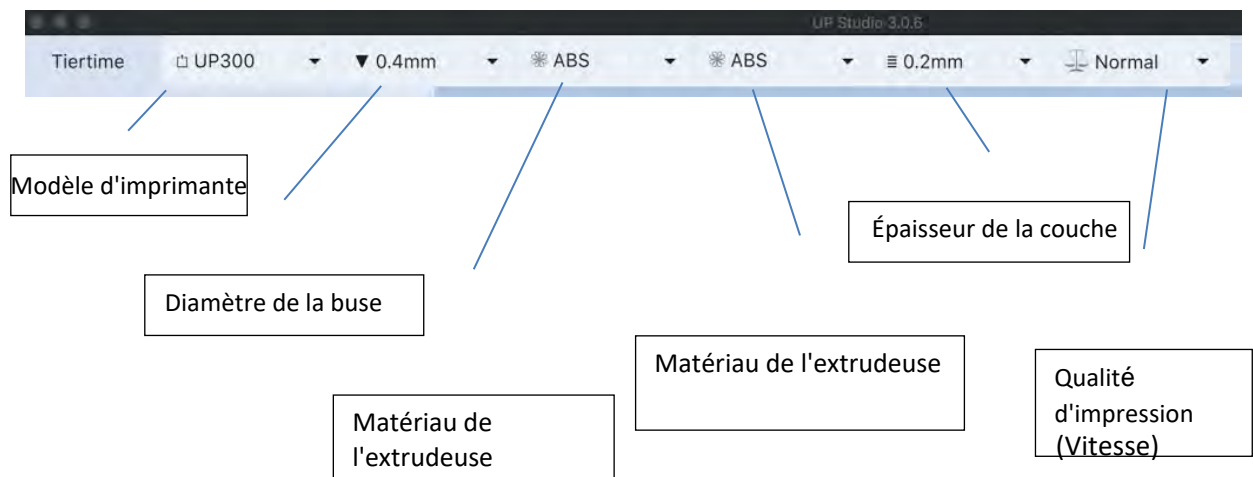 UP Studio 3.0.6
Tiertime UP300 0.4mm ABS ABS 0.2mm Normal
Modèle d'imprimante
Épaisseur de la couche
Diamètre de la buse
Matériau de l'extrudeuse
Qualité
d'impression
(Vitesse)
Matériau de
l'extrudeuse